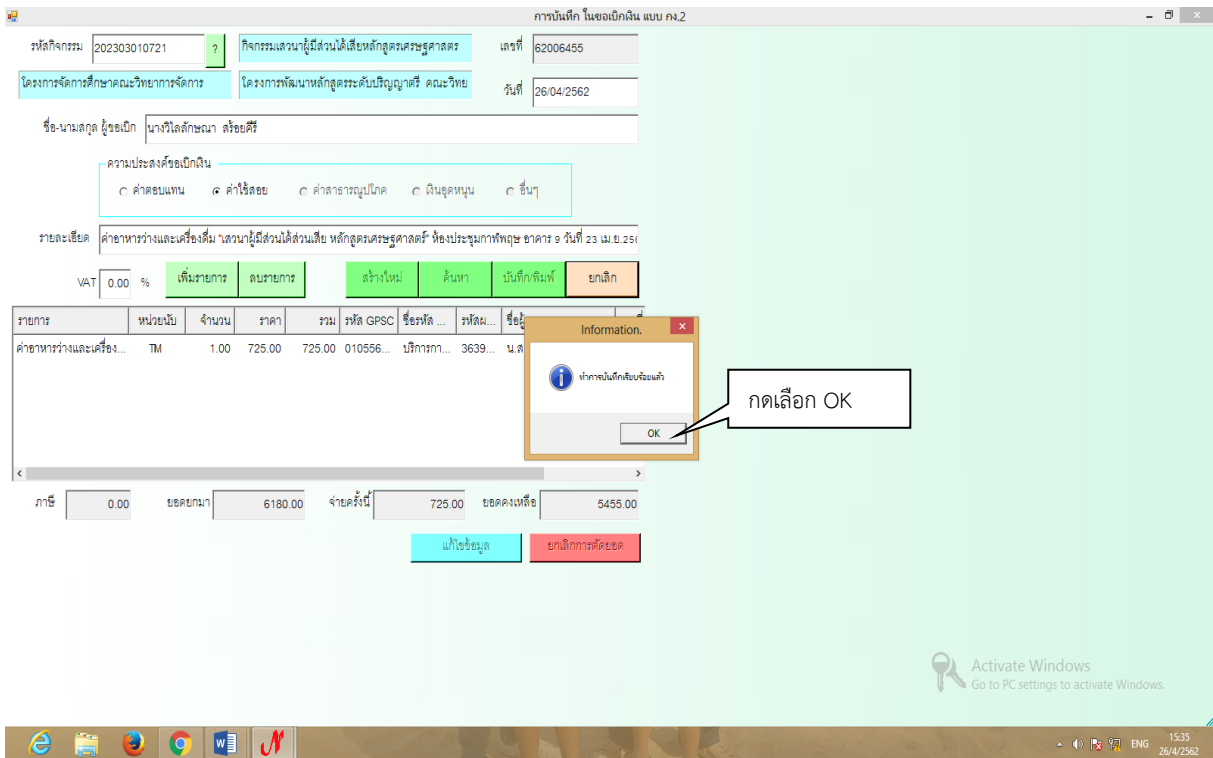 การบันทึก ใบขอเบิกเงิน แบบ กง.2
รหัสกิจกรรม 202303010721 ? กิจกรรมเสวนาผู้มีส่วนได้เสียหลักสูตรเศรษฐศาสตร เลขที่ 62006455
โครงการจัดการศึกษาคณะวิทยาการจัดการ โครงการพัฒนาหลักสูตรระดับปริญญาตรี คณะวิทย วันที่ 26/04/2562
ชื่อ-นามสกุล ผู้ขอเบิก นางวิไลลักษณา สร้อยคีรี
ความประสงค์ขอเบิกเงิน
ค่าตอบแทน ค่าใช้สอย ค่าสาธารณูปโภค เงินอุดหนุน อื่นๆ
รายละเอียด ค่าอาหารว่างและเครื่องดื่ม "เสวนาผู้มีส่วนได้ส่วนเสีย หลักสูตรเศรษฐศาสตร์" ห้องประชุมกาฬพฤษ อาคาร 9 วันที่ 23 เม.ย.256
VAT 0.00 % เพิ่มรายการ ลบรายการ สร้างใหม่ ค้นหา บันทึก/พิมพ์ ยกเลิก
รายการ หน่วยนับ จำนวน ราคา รวม รหัส GPSC ชื่อรหัส ... รหัสผ...
ค่าอาหารว่างและเครื่อง... TM 1.00 725.00 725.00 010556... บริการกา... 3639... น.ส
Information.
ทำการบันทึกเรียบร้อยแล้ว
OK
กดเลือก OK
ภาษี 0.00 ยอดยกมา 6180.00 จ่ายครั้งนี้ 725.00 ยอดคงเหลือ 5455.00
แก้ไขข้อมูล ยกเลิกการตัดยอด
Activate Windows
Go to PC settings to activate Windows.
ENG 15:35
26/4/2562